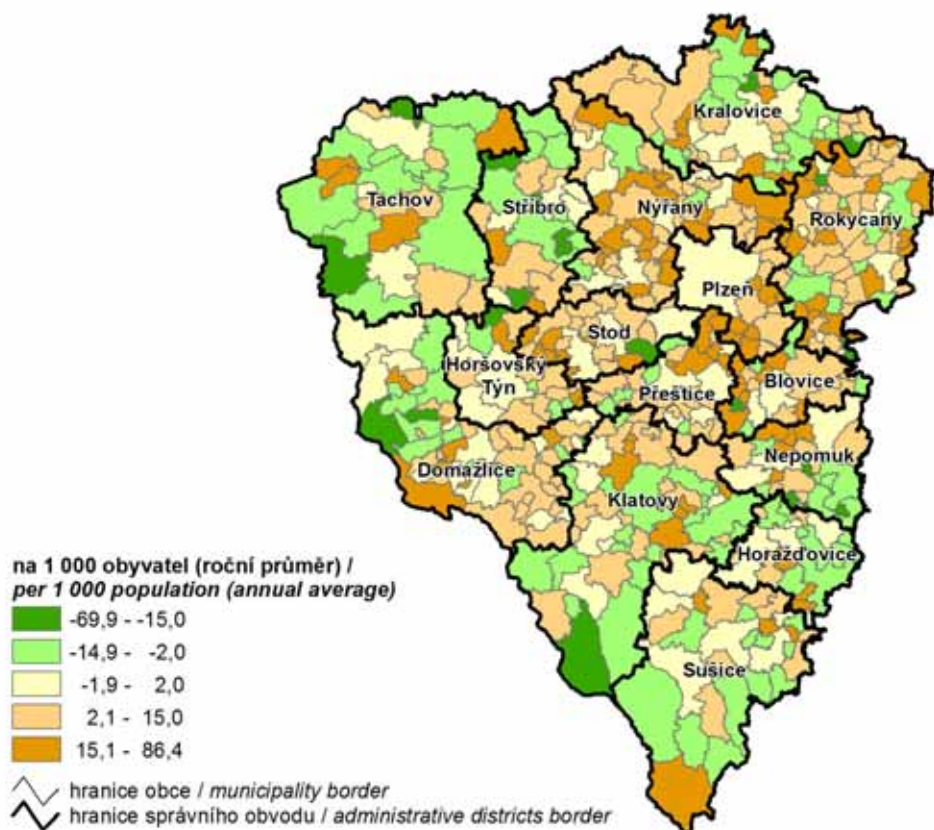 Kralovice
Tachov
Stříbro
Nýřany
Rokycany
Plzeň
Stod
Horšovský
Týn
Přeštice
Blovice
Nepomuk
Domažlice
Klatovy
Horažďovice
Sušice
na 1 000 obyvatel (roční průměr) /
per 1 000 population (annual average)
-69,9 - -15,0
-14,9 - -2,0
-1,9 - 2,0
2,1 - 15,0
15,1 - 86,4
hranice obce / municipality border
hranice správního obvodu / administrative districts border